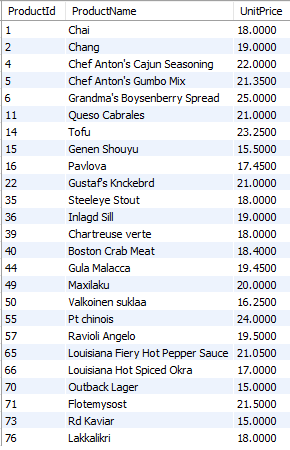 ProductId ProductName UnitPrice
1 Chai 18.0000
2 Chang 19.0000
4 Chef Anton's Cajun Seasoning 22.0000
5 Chef Anton's Gumbo Mix 21.3500
6 Grandma's Boysenberry Spread 25.0000
11 Queso Cabrales 21.0000
14 Tofu 23.2500
15 Genen Shouyu 15.5000
16 Pavlova 17.4500
22 Gustaf's Knckebrd 21.0000
35 Steeleye Stout 18.0000
36 Inlagd Sill 19.0000
39 Chartreuse verte 18.0000
40 Boston Crab Meat 18.4000
44 Gula Malacca 19.4500
49 Maxilaku 20.0000
50 Valkoinen suklaa 16.2500
55 Pt chinois 24.0000
57 Ravioli Angelo 19.5000
65 Louisiana Fiery Hot Pepper Sauce 21.0500
66 Louisiana Hot Spiced Okra 17.0000
70 Outback Lager 15.0000
71 Flotemysost 21.5000
73 Rd Kaviar 15.0000
76 Lakkalikri 18.0000